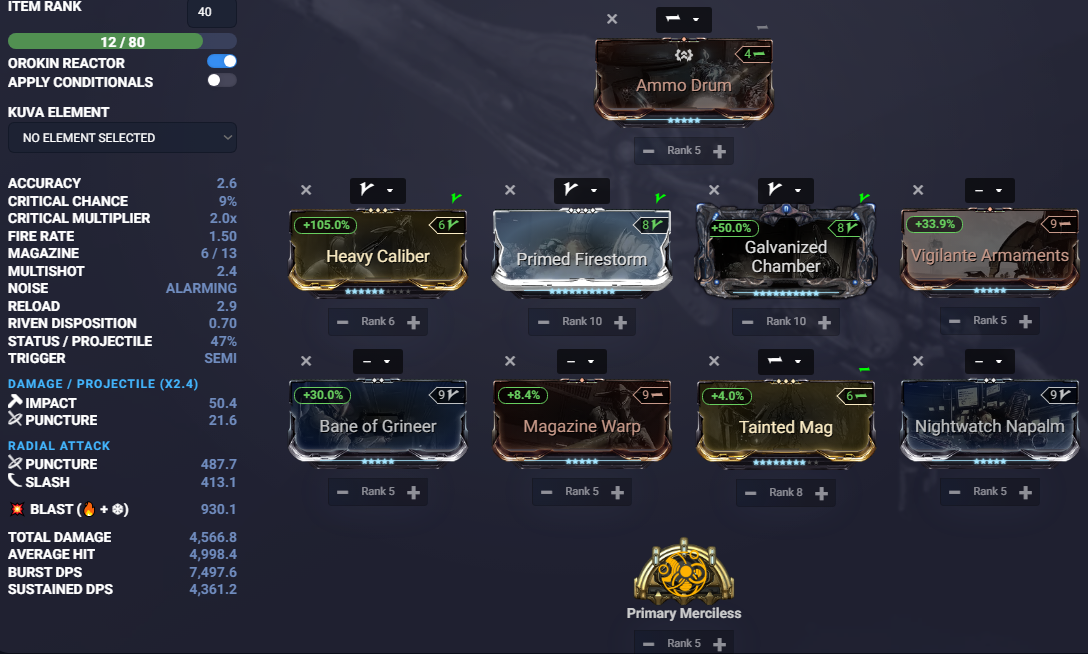 ITEM RANK
40
12 / 80
OROKIN REACTOR
APPLY CONDITIONALS
KUVA ELEMENT
NO ELEMENT SELECTED
ACCURACY 2.6
CRITICAL CHANCE 9%
CRITICAL MULTIPLIER 2.0x
FIRE RATE 1.50
MAGAZINE 6 / 13
MULTISHOT 2.4
NOISE ALARMING
RELOAD 2.9
RIVEN DISPOSITION 0.70
STATUS / PROJECTILE 47%
TRIGGER SEMI
DAMAGE / PROJECTILE (X2.4)
IMPACT 50.4
PUNCTURE 21.6
RADIAL ATTACK
PUNCTURE 487.7
SLASH 413.1
BLAST (🔥 + ❄) 930.1
TOTAL DAMAGE 4,566.8
AVERAGE HIT 4,998.4
BURST DPS 7,497.6
SUSTAINED DPS 4,361.2
4
Ammo Drum
Rank 5
+105.0% 6
Heavy Caliber
Rank 6
8
Primed Firestorm
Rank 10
+50.0% 8
Galvanized
Chamber
Rank 10
+33.9% 9
Vigilante Armaments
Rank 5
+30.0% 9
Bane of Grineer
Rank 5
+8.4% 9
Magazine Warp
Rank 5
+4.0% 6
Tainted Mag
Rank 8
9
Nightwatch Napalm
Rank 5
Primary Merciless
Rank 5